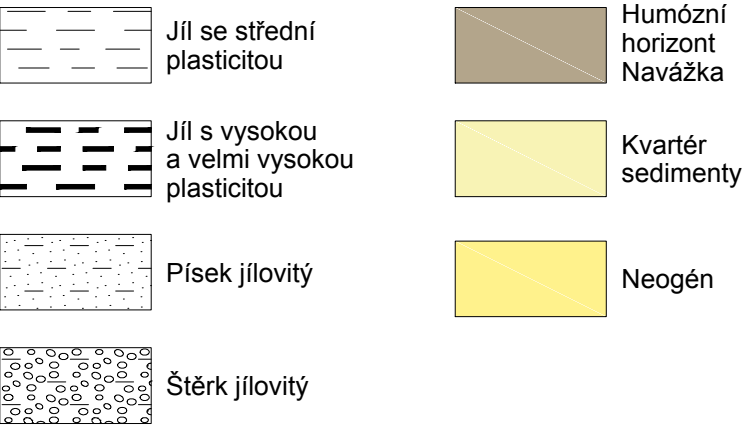 Jíl se střední
plasticitou
Jíl s vysokou
a velmi vysokou
plasticitou
Písek jílovitý
Štěrk jílovitý
Humózní
horizont
Navážka
Kvartér
sedimenty
Neogén